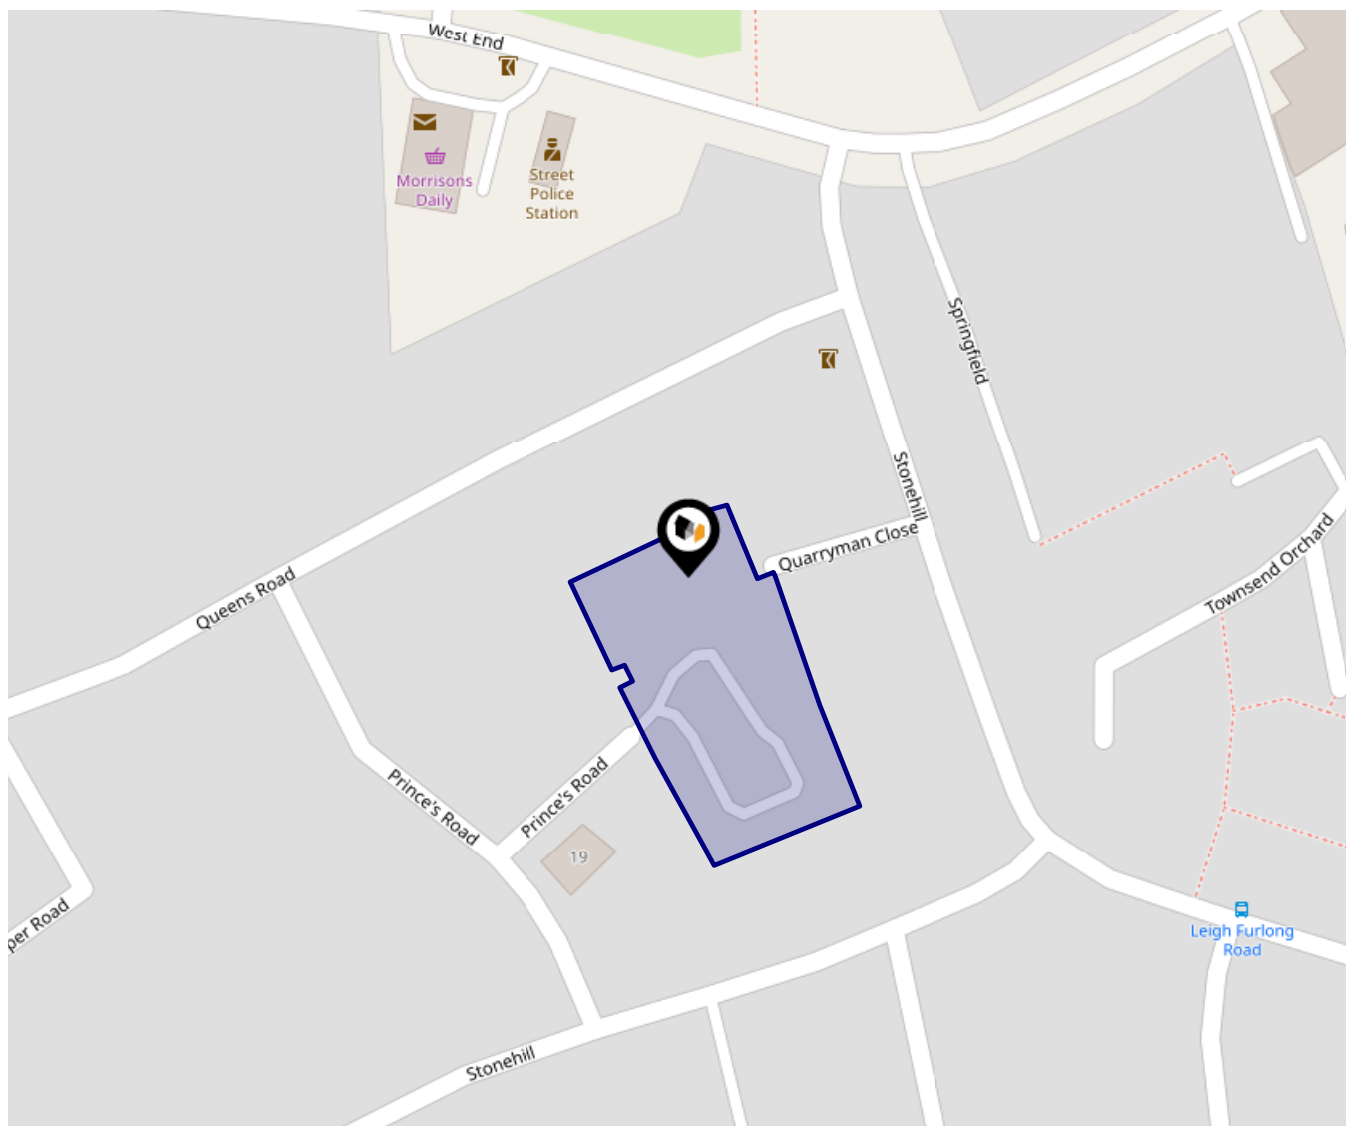 West End
Morrisons
Daily
Street
Police
Station
Springfield
Stonehill
Quarryman Close
Townsend Orchard
Queens Road
Prince's Road
Prince's Road
19
per Road
Leigh Furlong
Road
Stonehill